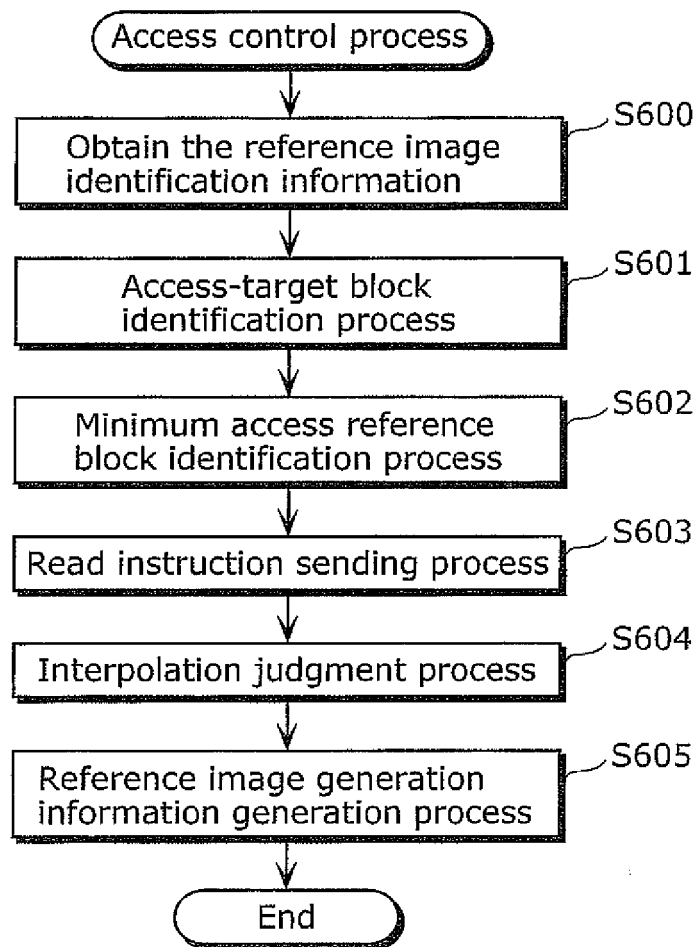 Access control process
S600
Obtain the reference image
identification information
S601
Access-target block
identification process
S602
Minimum access reference
block identification process
S603
Read instruction sending process
S604
Interpolation judgment process
S605
Reference image generation
information generation process
End